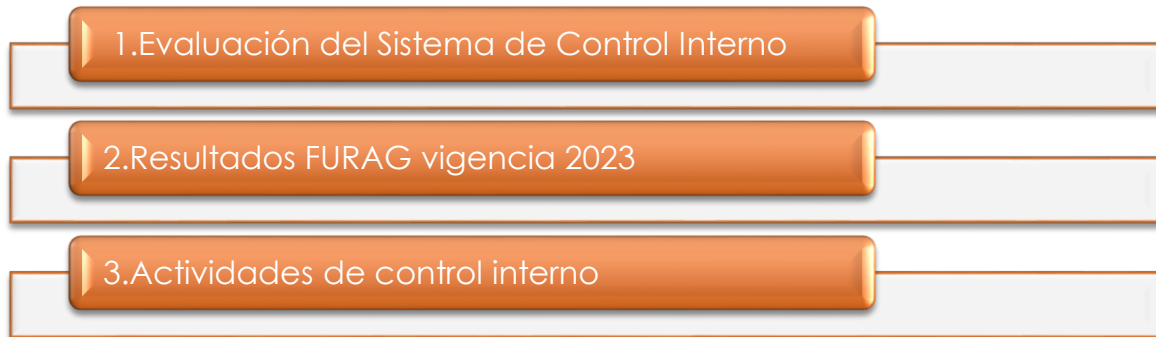 1.Evaluación del Sistema de Control Interno
2.Resultados FURAG vigencia 2023
3.Actividades de control interno